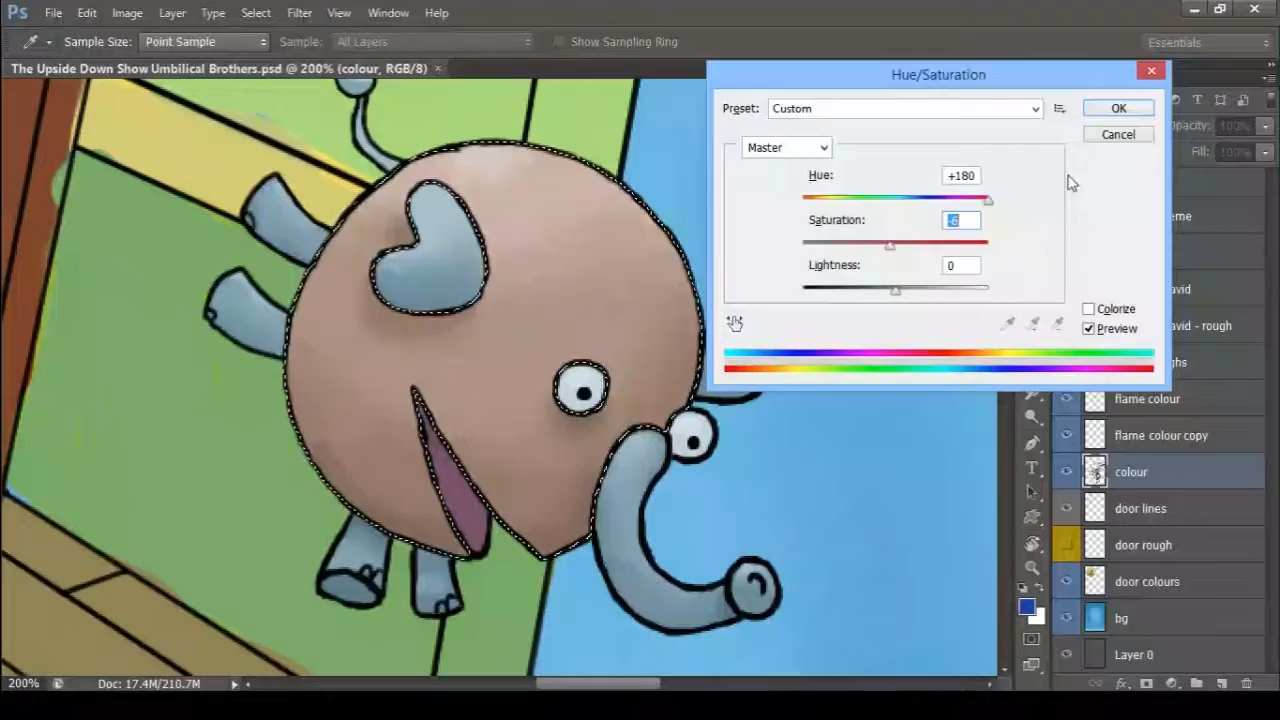 Ps File Edit Image Layer Type Select Filter View Window Help
Sample Size: Point Sample Sample: All Layers Show Sampling Ring Essentials
The Upside Down Show Umbilical Brothers.psd @ 200% (colour, RGB/8) ×
Hue/Saturation
Preset: Custom OK
Cancel
Master
Hue: +180
Saturation: -6
Lightness: 0
Colorize
Preview
Opacity: 100%
Fill: 100%
eme
avid
avid - rough
ghs
flame colour
flame colour copy
colour
door lines
door rough
door colours
bg
Layer 0
200% Doc: 17.4M/210.7M